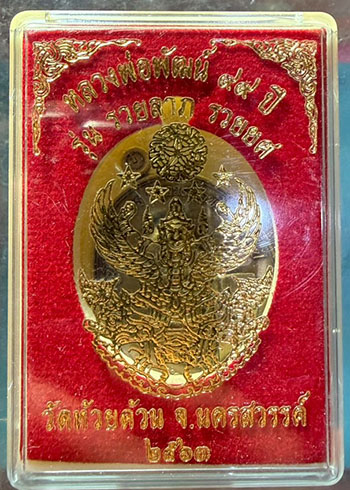 หลวงพ่อพัฒน์ ๙๙ ปี
รุ่น รวยลาภ รวยยศ
วัดห้วยด้วน จ.นครสวรรค์
๒๕๖๓